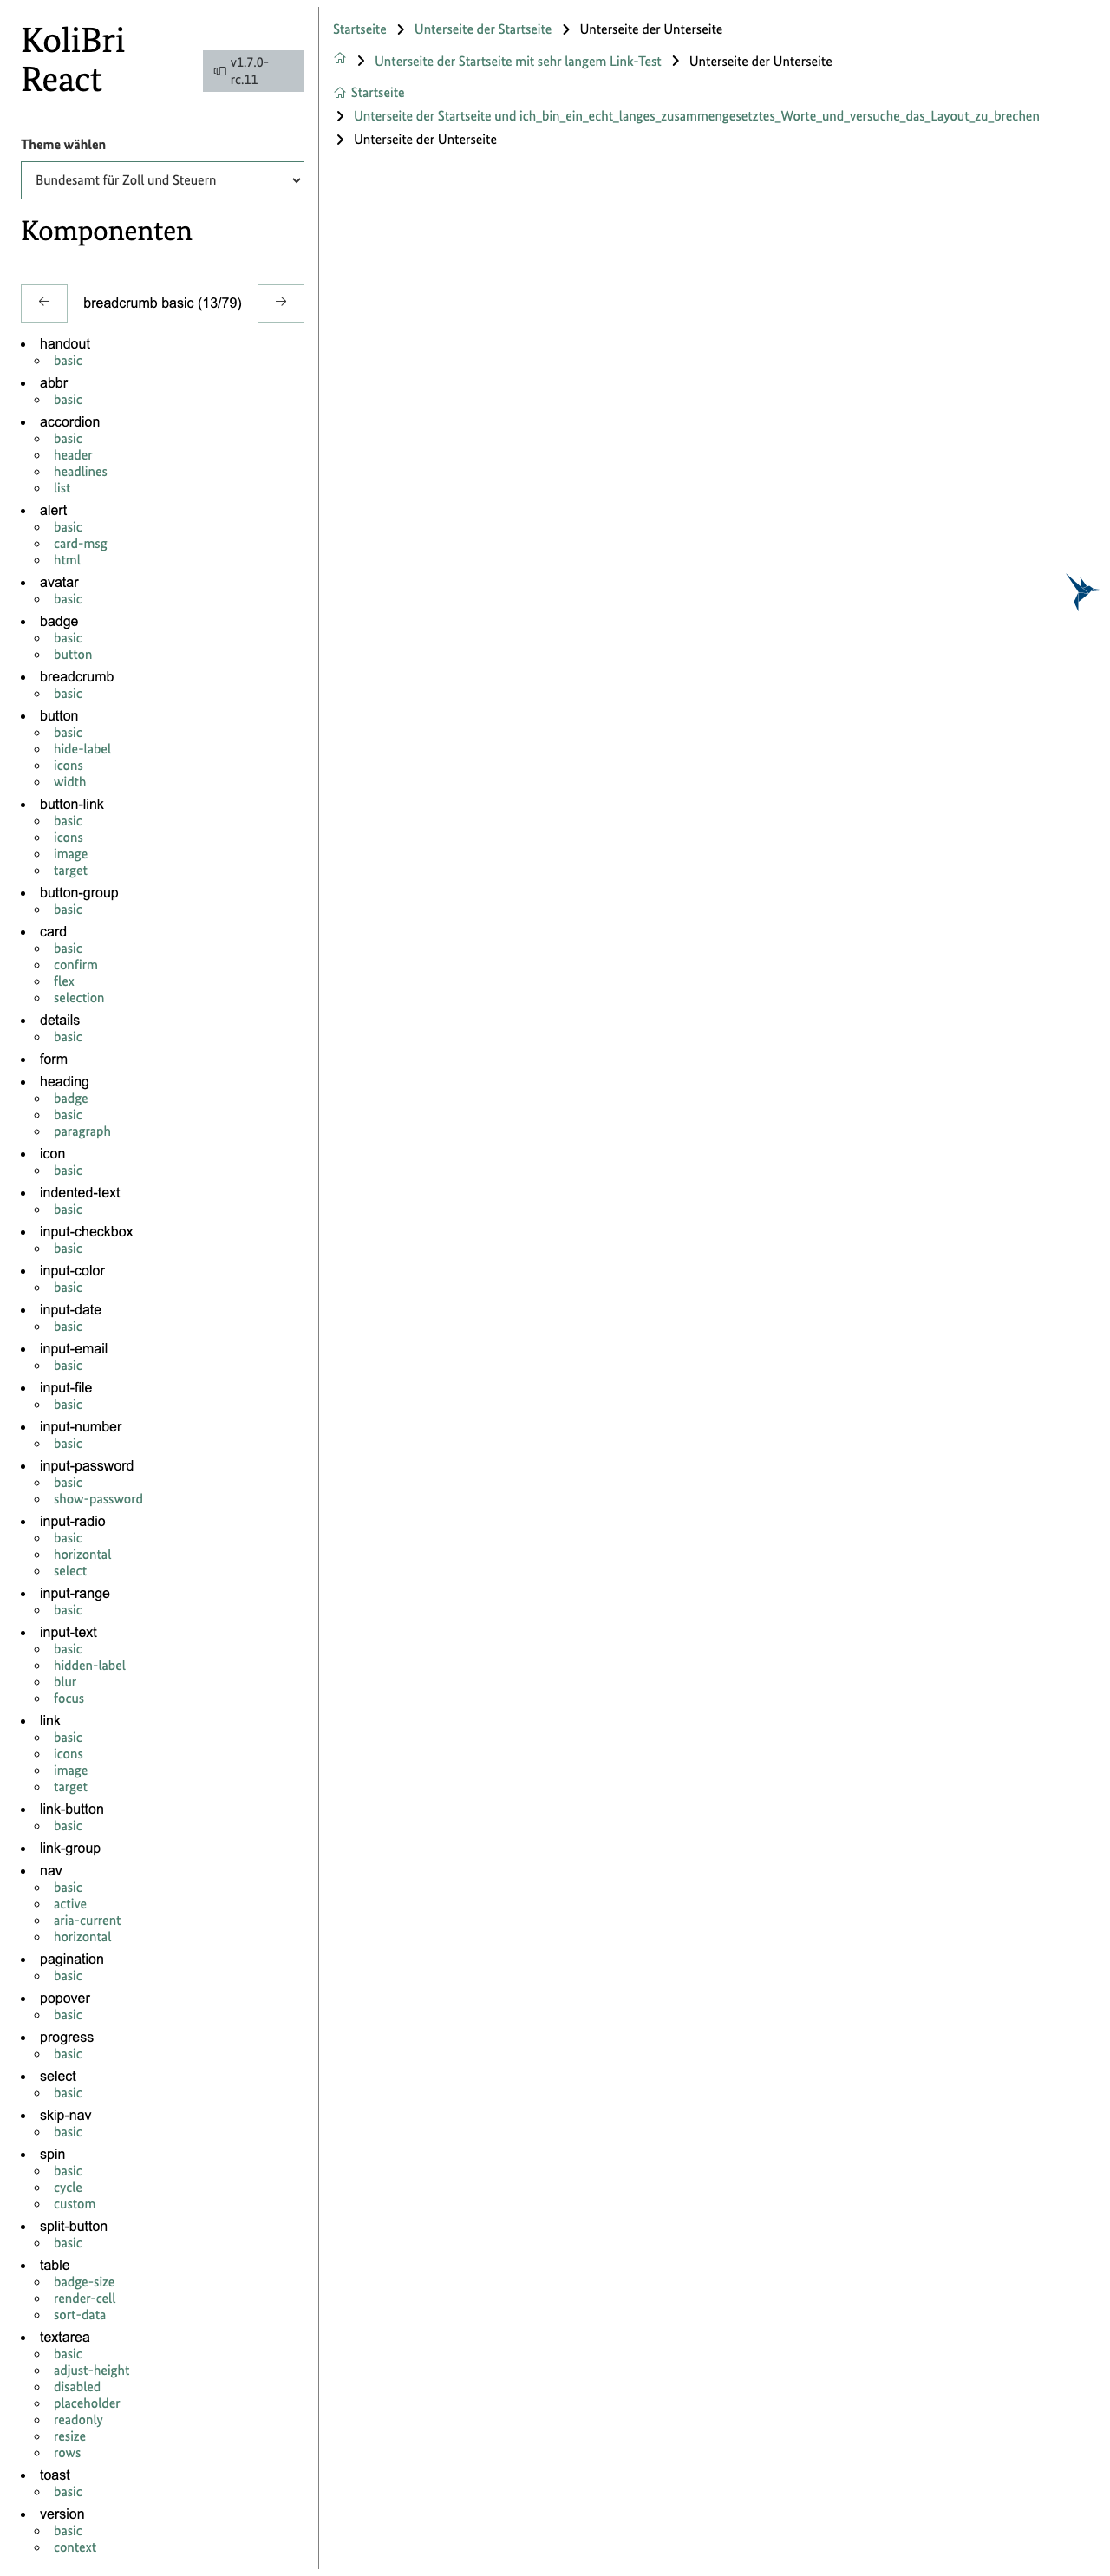 KoliBri
React
v1.7.0-
rc.11
Theme wählen
Bundesamt für Zoll und Steuern
Komponenten
breadcrumb basic (13/79)
handout
basic
abbr
basic
accordion
basic
header
headlines
list
alert
basic
card-msg
html
avatar
basic
badge
basic
button
breadcrumb
basic
button
basic
hide-label
icons
width
button-link
basic
icons
image
target
button-group
basic
card
basic
confirm
flex
selection
details
basic
form
heading
badge
basic
paragraph
icon
basic
indented-text
basic
input-checkbox
basic
input-color
basic
input-date
basic
input-email
basic
input-file
basic
input-number
basic
input-password
basic
show-password
input-radio
basic
horizontal
select
input-range
basic
input-text
basic
hidden-label
blur
focus
link
basic
icons
image
target
link-button
basic
link-group
nav
basic
active
aria-current
horizontal
pagination
basic
popover
basic
progress
basic
select
basic
skip-nav
basic
spin
basic
cycle
custom
split-button
basic
table
badge-size
render-cell
sort-data
textarea
basic
adjust-height
disabled
placeholder
readonly
resize
rows
toast
basic
version
basic
context
Startseite Unterseite der Startseite Unterseite der Unterseite
Unterseite der Startseite mit sehr langem Link-Test Unterseite der Unterseite
Startseite
Unterseite der Startseite und ich_bin_ein_echt_langes_zusammengesetztes_Worte_und_versuche_das_Layout_zu_brechen
Unterseite der Unterseite